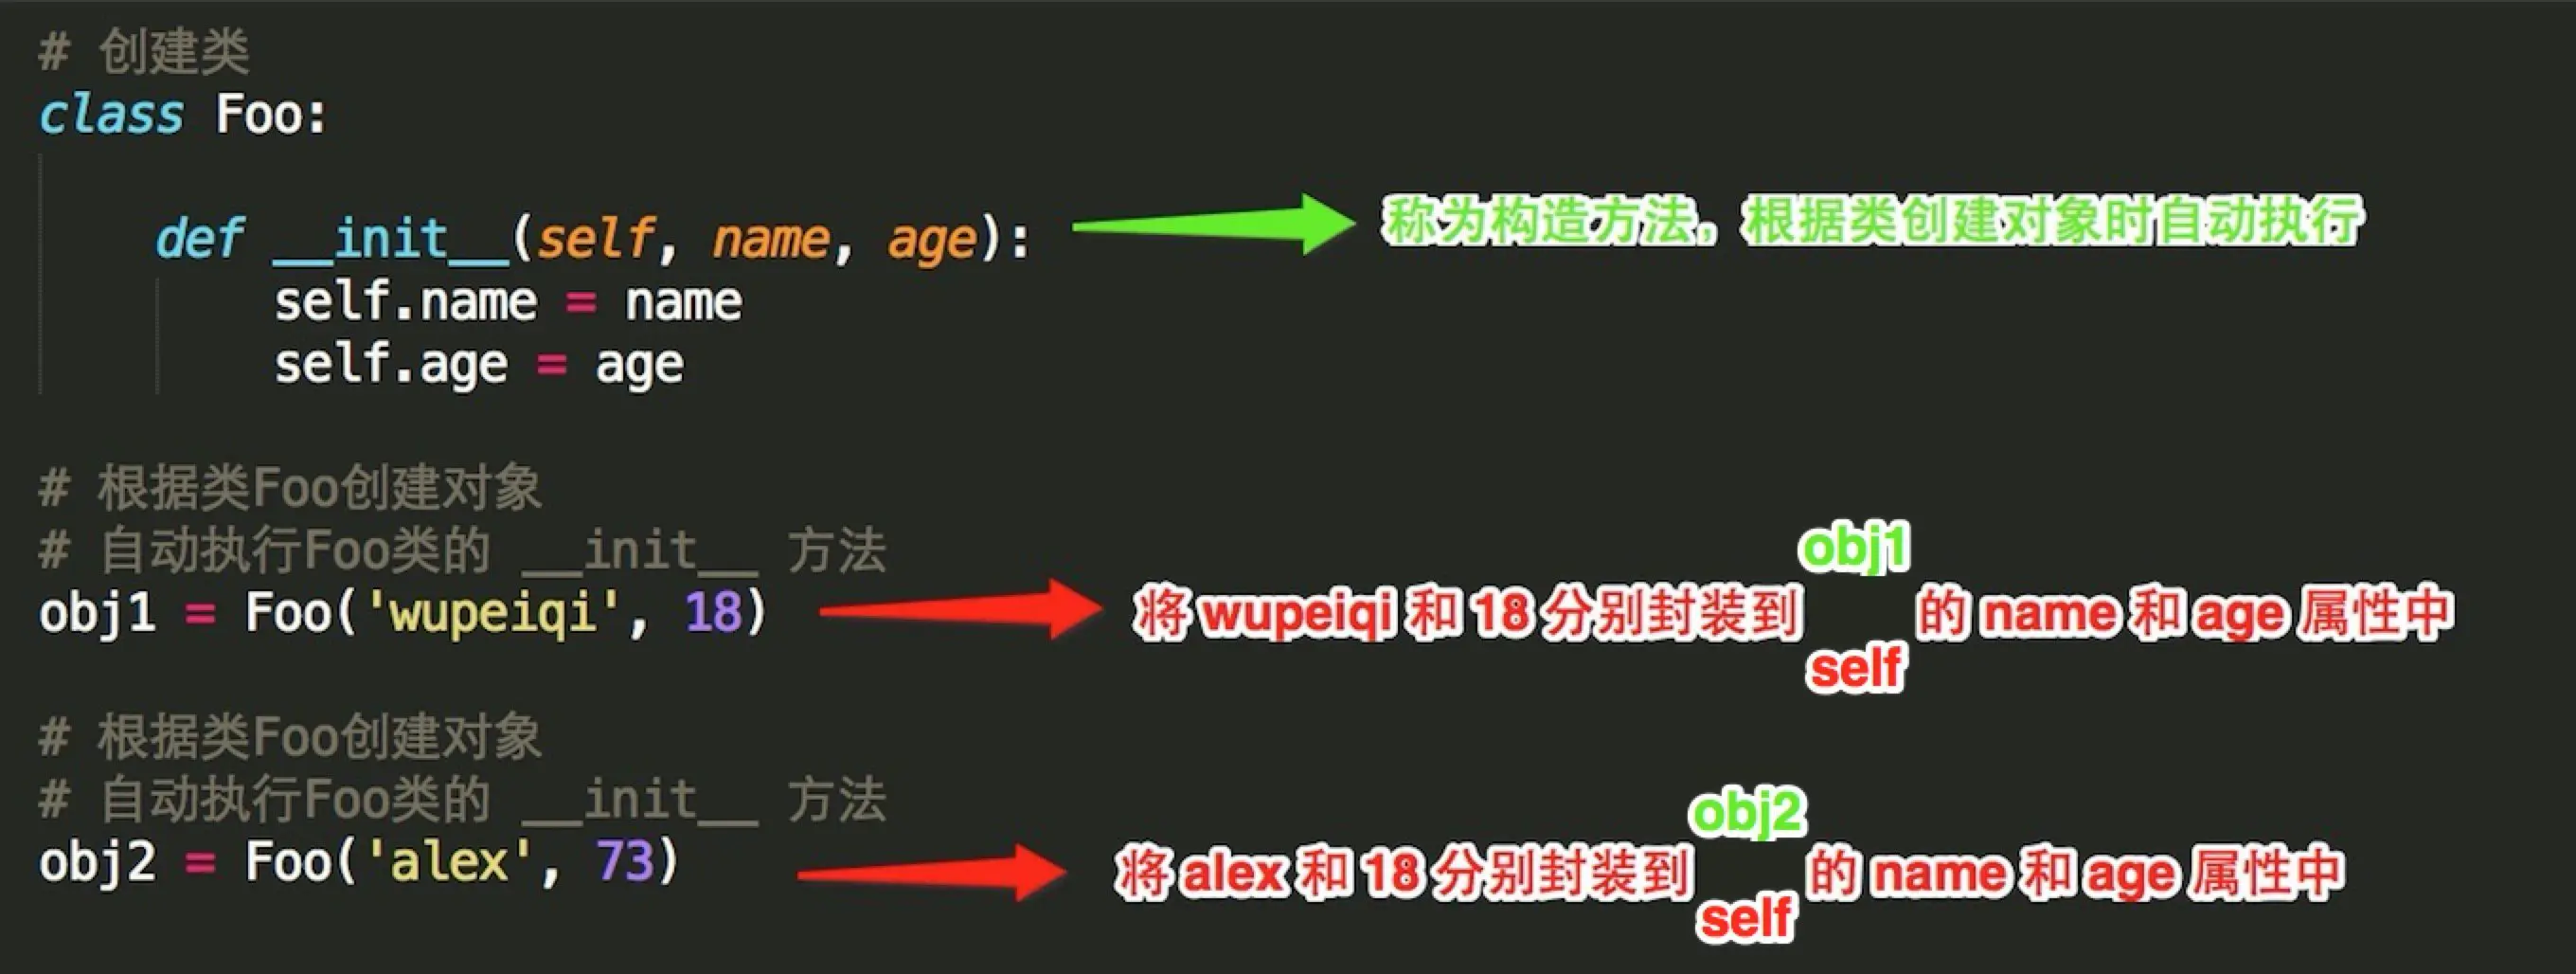 # 创建类
class Foo:
def __init__(self, name, age): 称为构造方法，根据类创建对象时自动执行
self.name = name
self.age = age
# 根据类Foo创建对象
# 自动执行Foo类的 __init__ 方法
obj1
obj1 = Foo('wupeiqi', 18) 将 wupeiqi 和 18 分别封装到 的 name 和 age 属性中
self
# 根据类Foo创建对象
# 自动执行Foo类的 __init__ 方法
obj2
obj2 = Foo('alex', 73) 将 alex 和 18 分别封装到 的 name 和 age 属性中
self